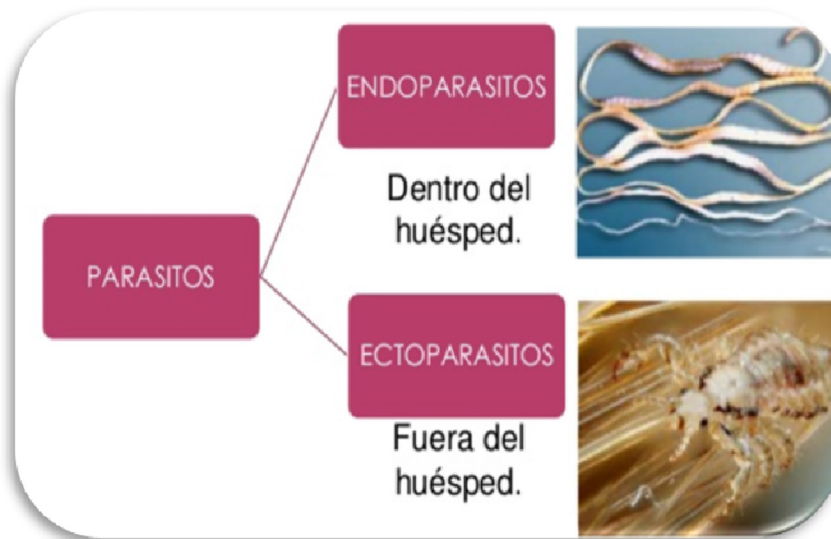 ENDOPARASITOS
Dentro del
huésped.
PARASITOS
ECTOPARASITOS
Fuera del
huésped.